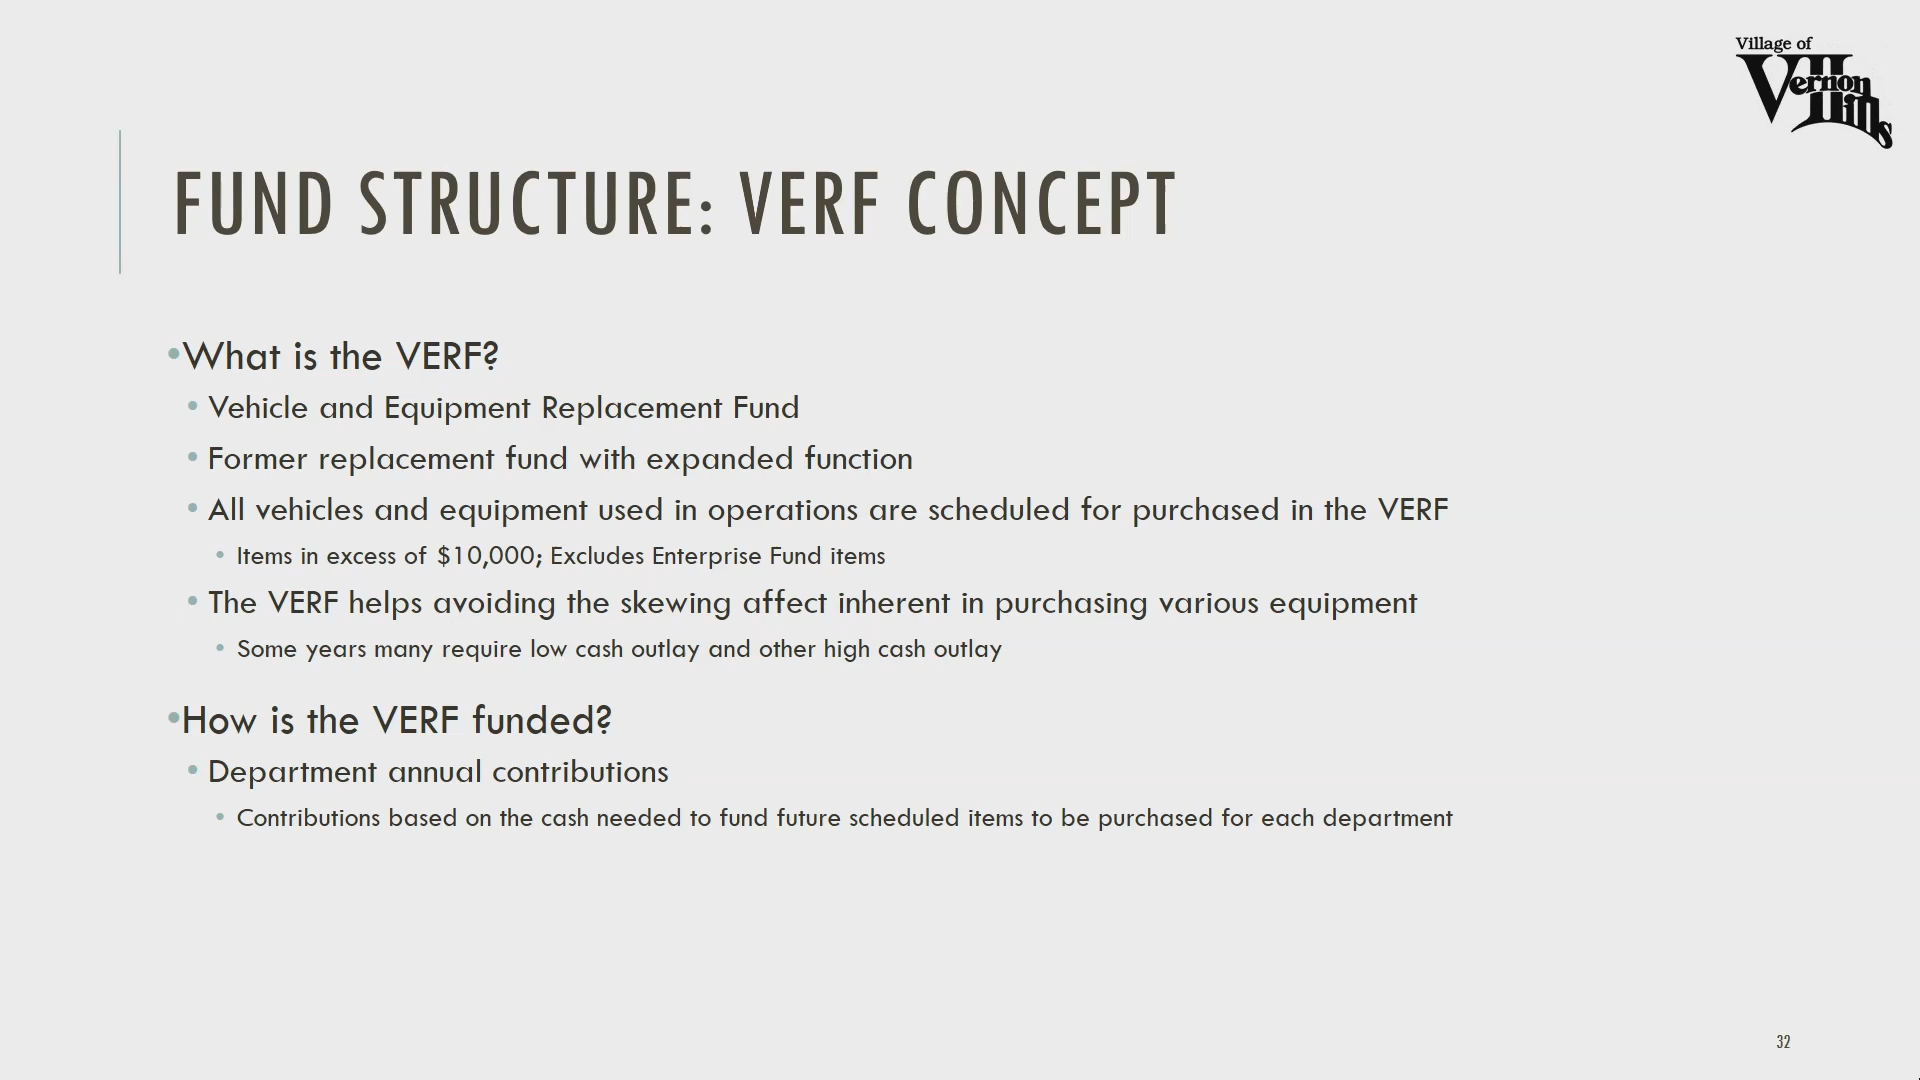 Village of
Vernon
Hills
FUND STRUCTURE: VERF CONCEPT
•What is the VERF?
• Vehicle and Equipment Replacement Fund
• Former replacement fund with expanded function
• All vehicles and equipment used in operations are scheduled for purchased in the VERF
• Items in excess of $10,000; Excludes Enterprise Fund items
• The VERF helps avoiding the skewing affect inherent in purchasing various equipment
• Some years many require low cash outlay and other high cash outlay
•How is the VERF funded?
• Department annual contributions
• Contributions based on the cash needed to fund future scheduled items to be purchased for each department
32